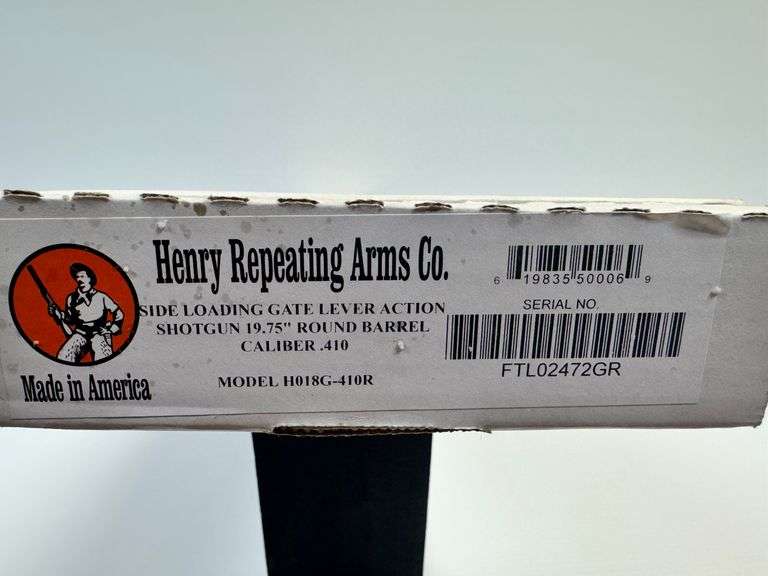 Henry Repeating Arms Co.
SIDE LOADING GATE LEVER ACTION
SHOTGUN 19.75" ROUND BARREL
CALIBER .410
MODEL H018G-410R
Made in America
6 19835 50006 9
SERIAL NO.
FTL02472GR